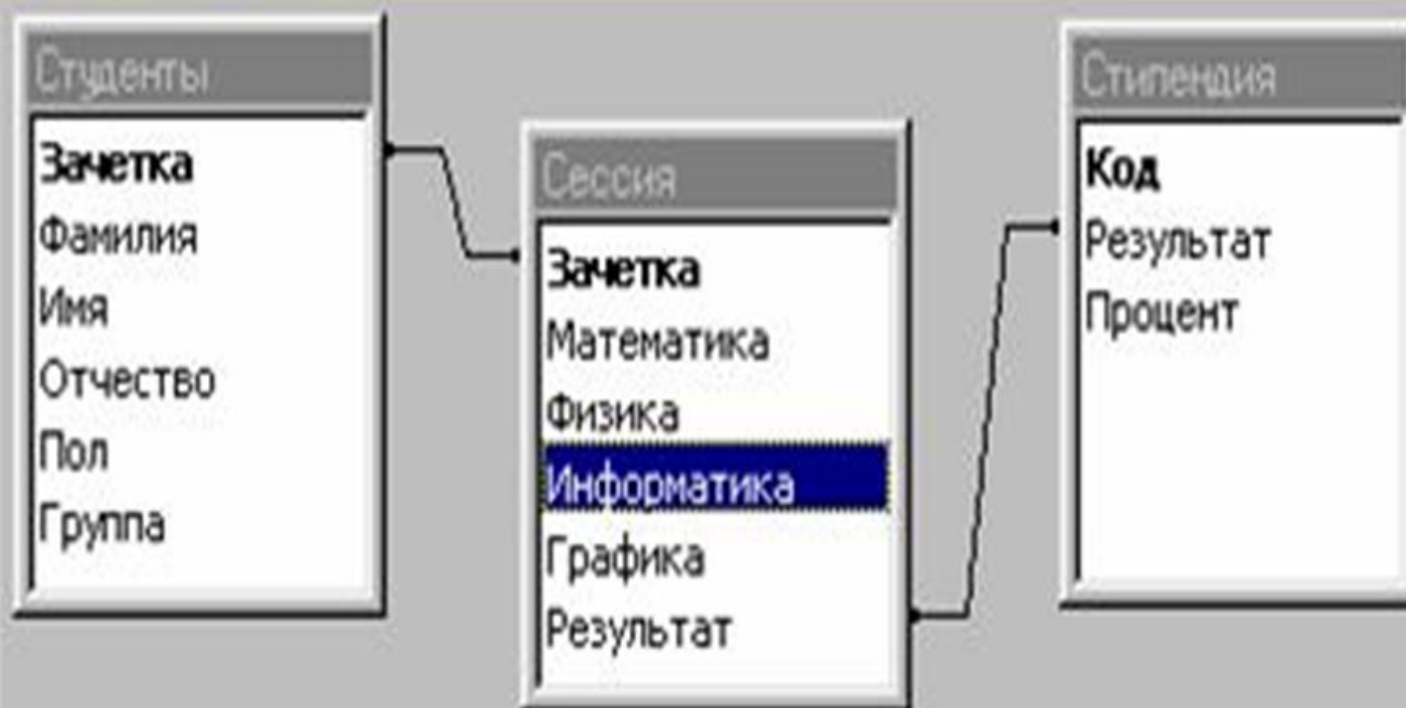 Студенты
Зачетка
Фамилия
Имя
Отчество
Пол
Группа
Сессия
Зачетка
Математика
Физика
Информатика
Графика
Результат
Стипендия
Код
Результат
Процент